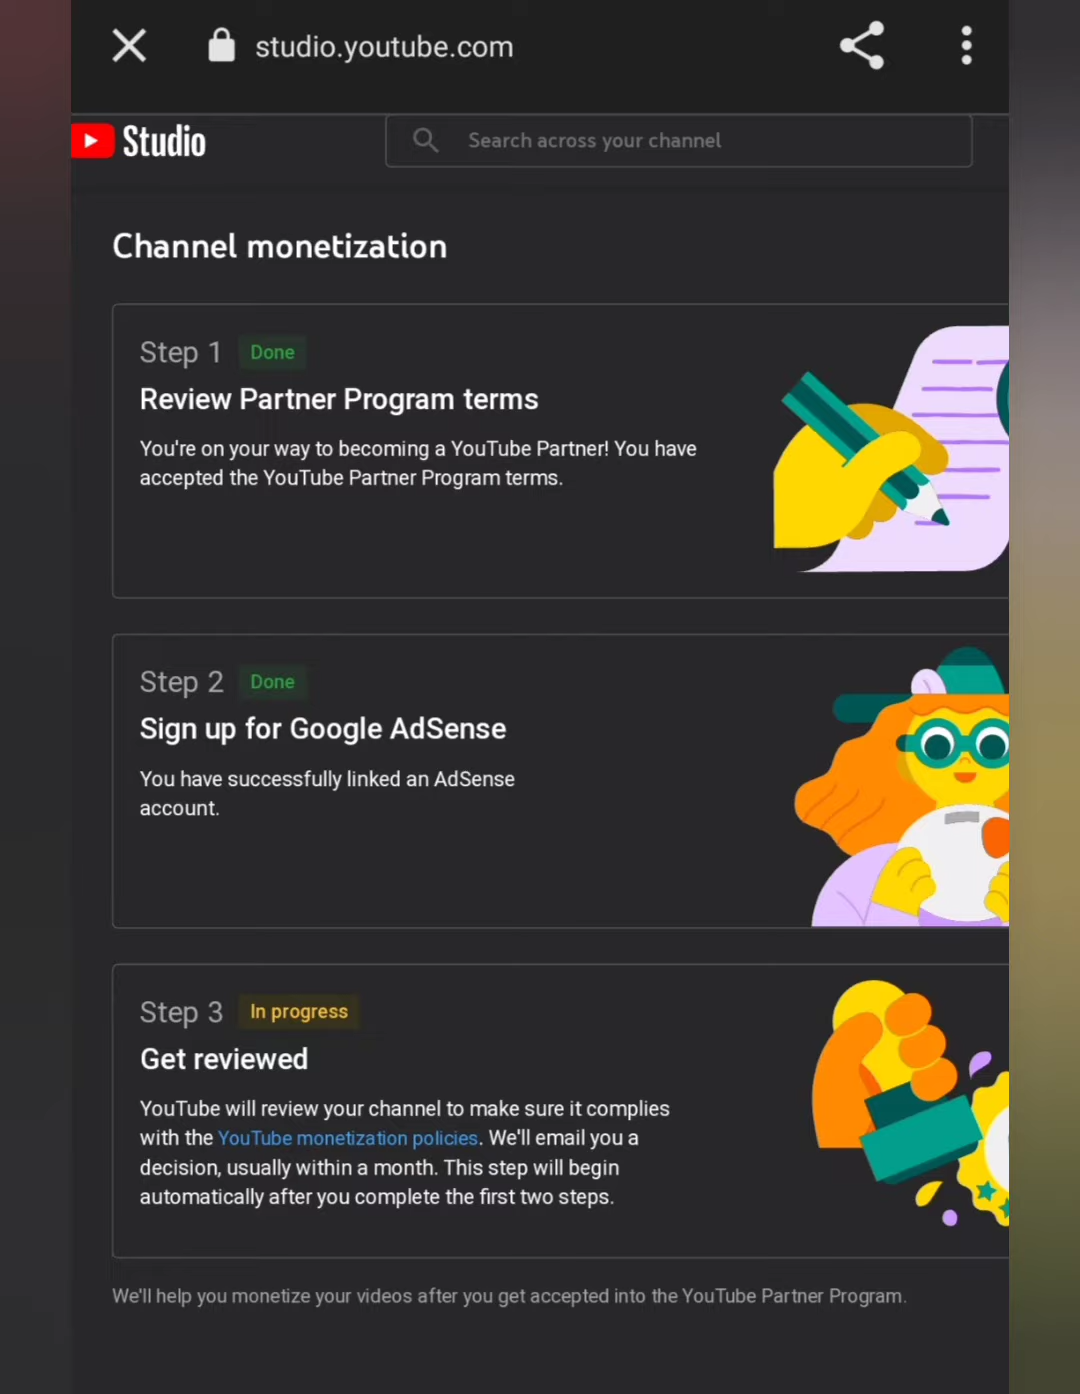 studio.youtube.com
Studio
Search across your channel
Channel monetization
Step 1 Done
Review Partner Program terms
You're on your way to becoming a YouTube Partner! You have
accepted the YouTube Partner Program terms.
Step 2 Done
Sign up for Google AdSense
You have successfully linked an AdSense
account.
Step 3 In progress
Get reviewed
YouTube will review your channel to make sure it complies
with the YouTube monetization policies. We'll email you a
decision, usually within a month. This step will begin
automatically after you complete the first two steps.
We'll help you monetize your videos after you get accepted into the YouTube Partner Program.